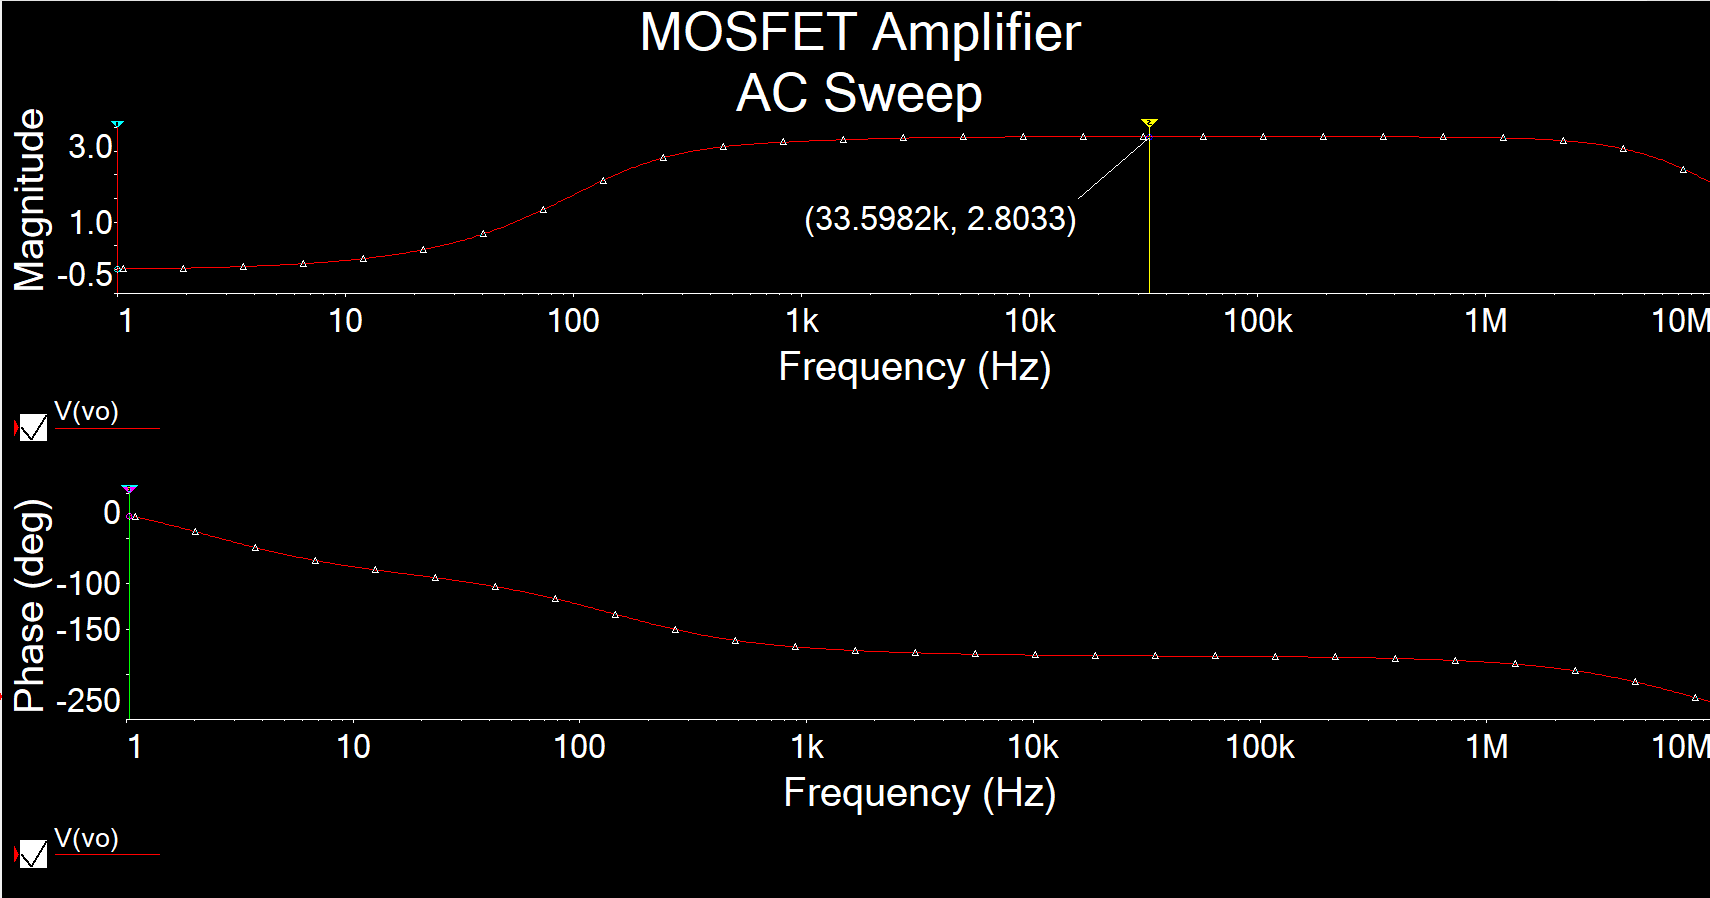 MOSFET Amplifier
AC Sweep
Magnitude
3.0
1.0
-0.5
(33.5982k, 2.8033)
1 10 100 1k 10k 100k 1M 10M
Frequency (Hz)
V(vo)
Phase (deg)
0
-100
-150
-250
1 10 100 1k 10k 100k 1M 10M
Frequency (Hz)
V(vo)